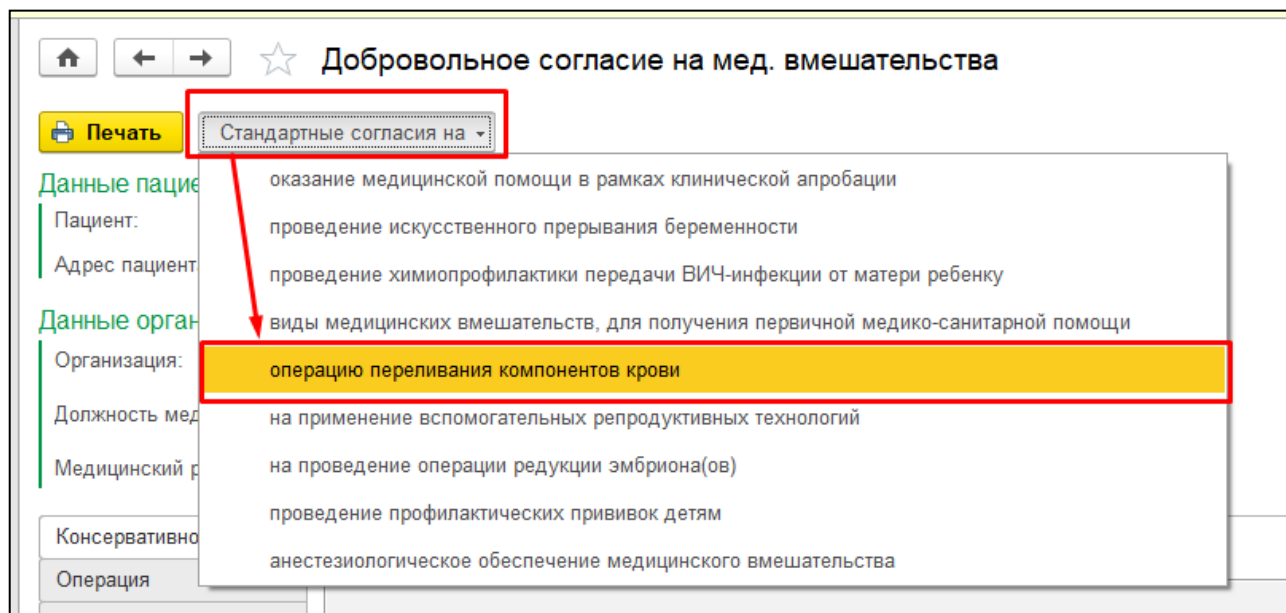 Добровольное согласие на мед. вмешательства
Печать
Стандартные согласия на
Данные пацие
оказание медицинской помощи в рамках клинической апробации
Пациент:
проведение искусственного прерывания беременности
Адрес пациент
проведение химиопрофилактики передачи ВИЧ-инфекции от матери ребенку
Данные орган
виды медицинских вмешательств, для получения первичной медико-санитарной помощи
Организация:
операцию переливания компонентов крови
Должность мед
на применение вспомогательных репродуктивных технологий
Медицинский р
на проведение операции редукции эмбриона(ов)
проведение профилактических прививок детям
Консервативно
анестезиологическое обеспечение медицинского вмешательства
Операция